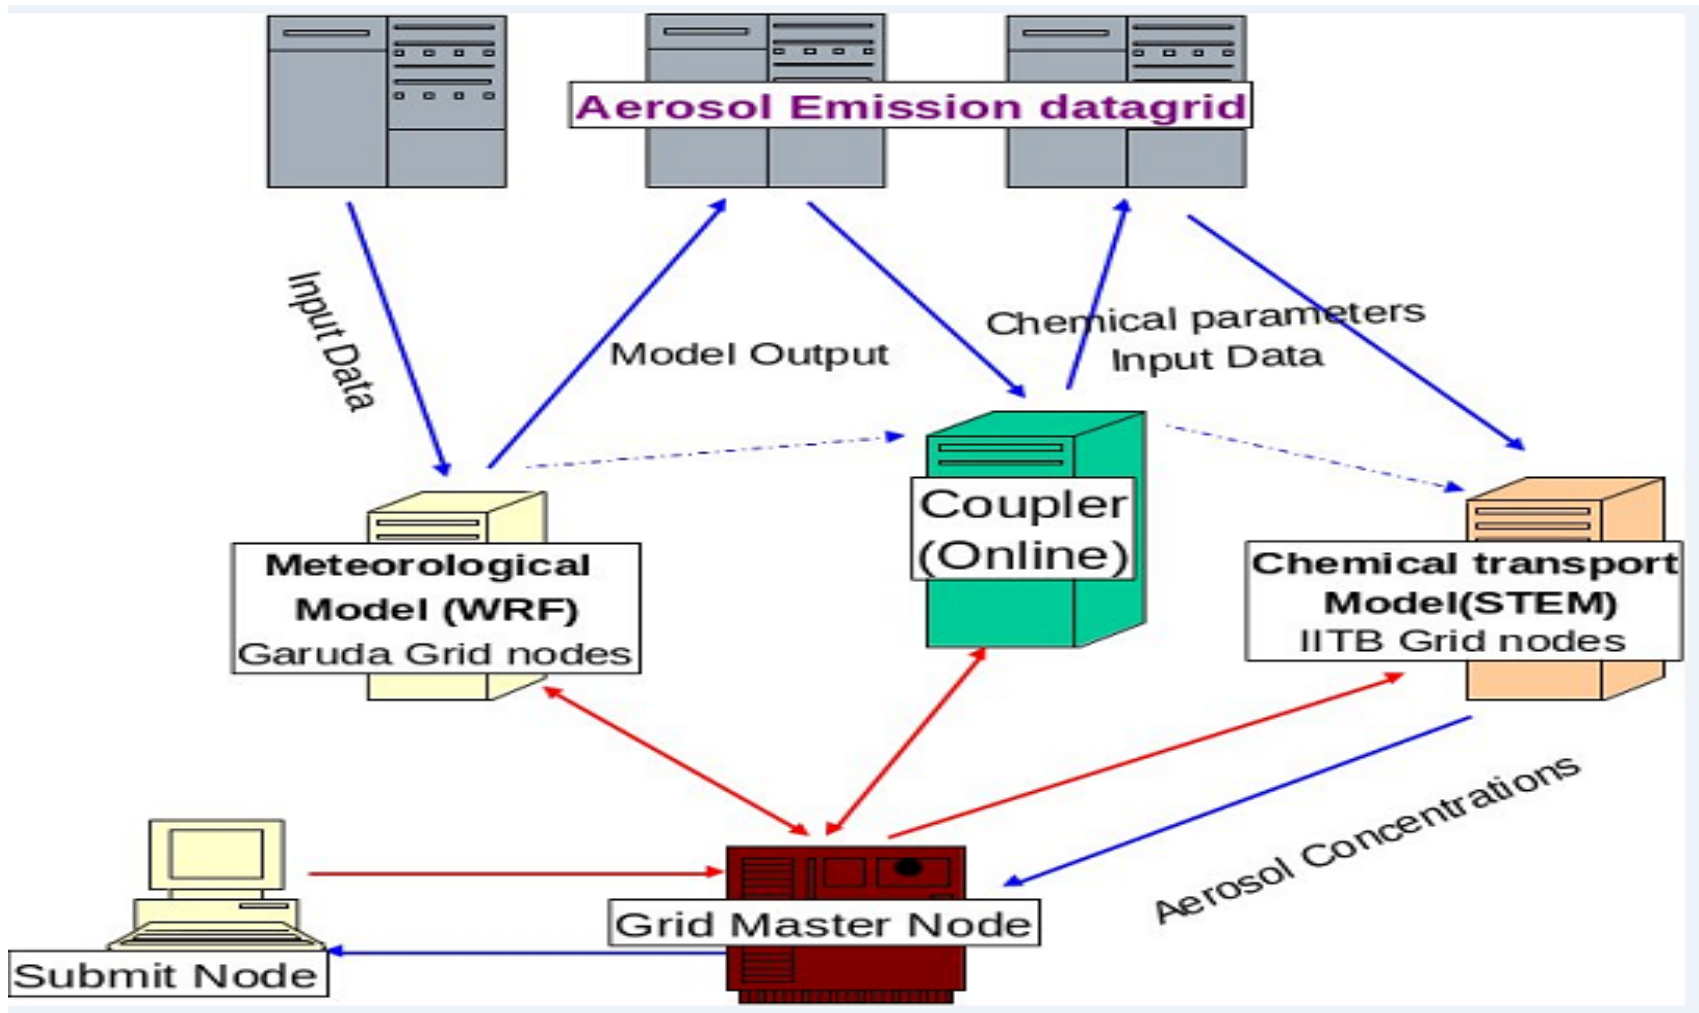 Aerosol Emission datagrid
Input Data
Model Output
Chemical parameters
Input Data
Coupler
(Online)
Meteorological
Model (WRF)
Garuda Grid nodes
Chemical transport
Model(STEM)
IITB Grid nodes
Aerosol Concentrations
Grid Master Node
Submit Node